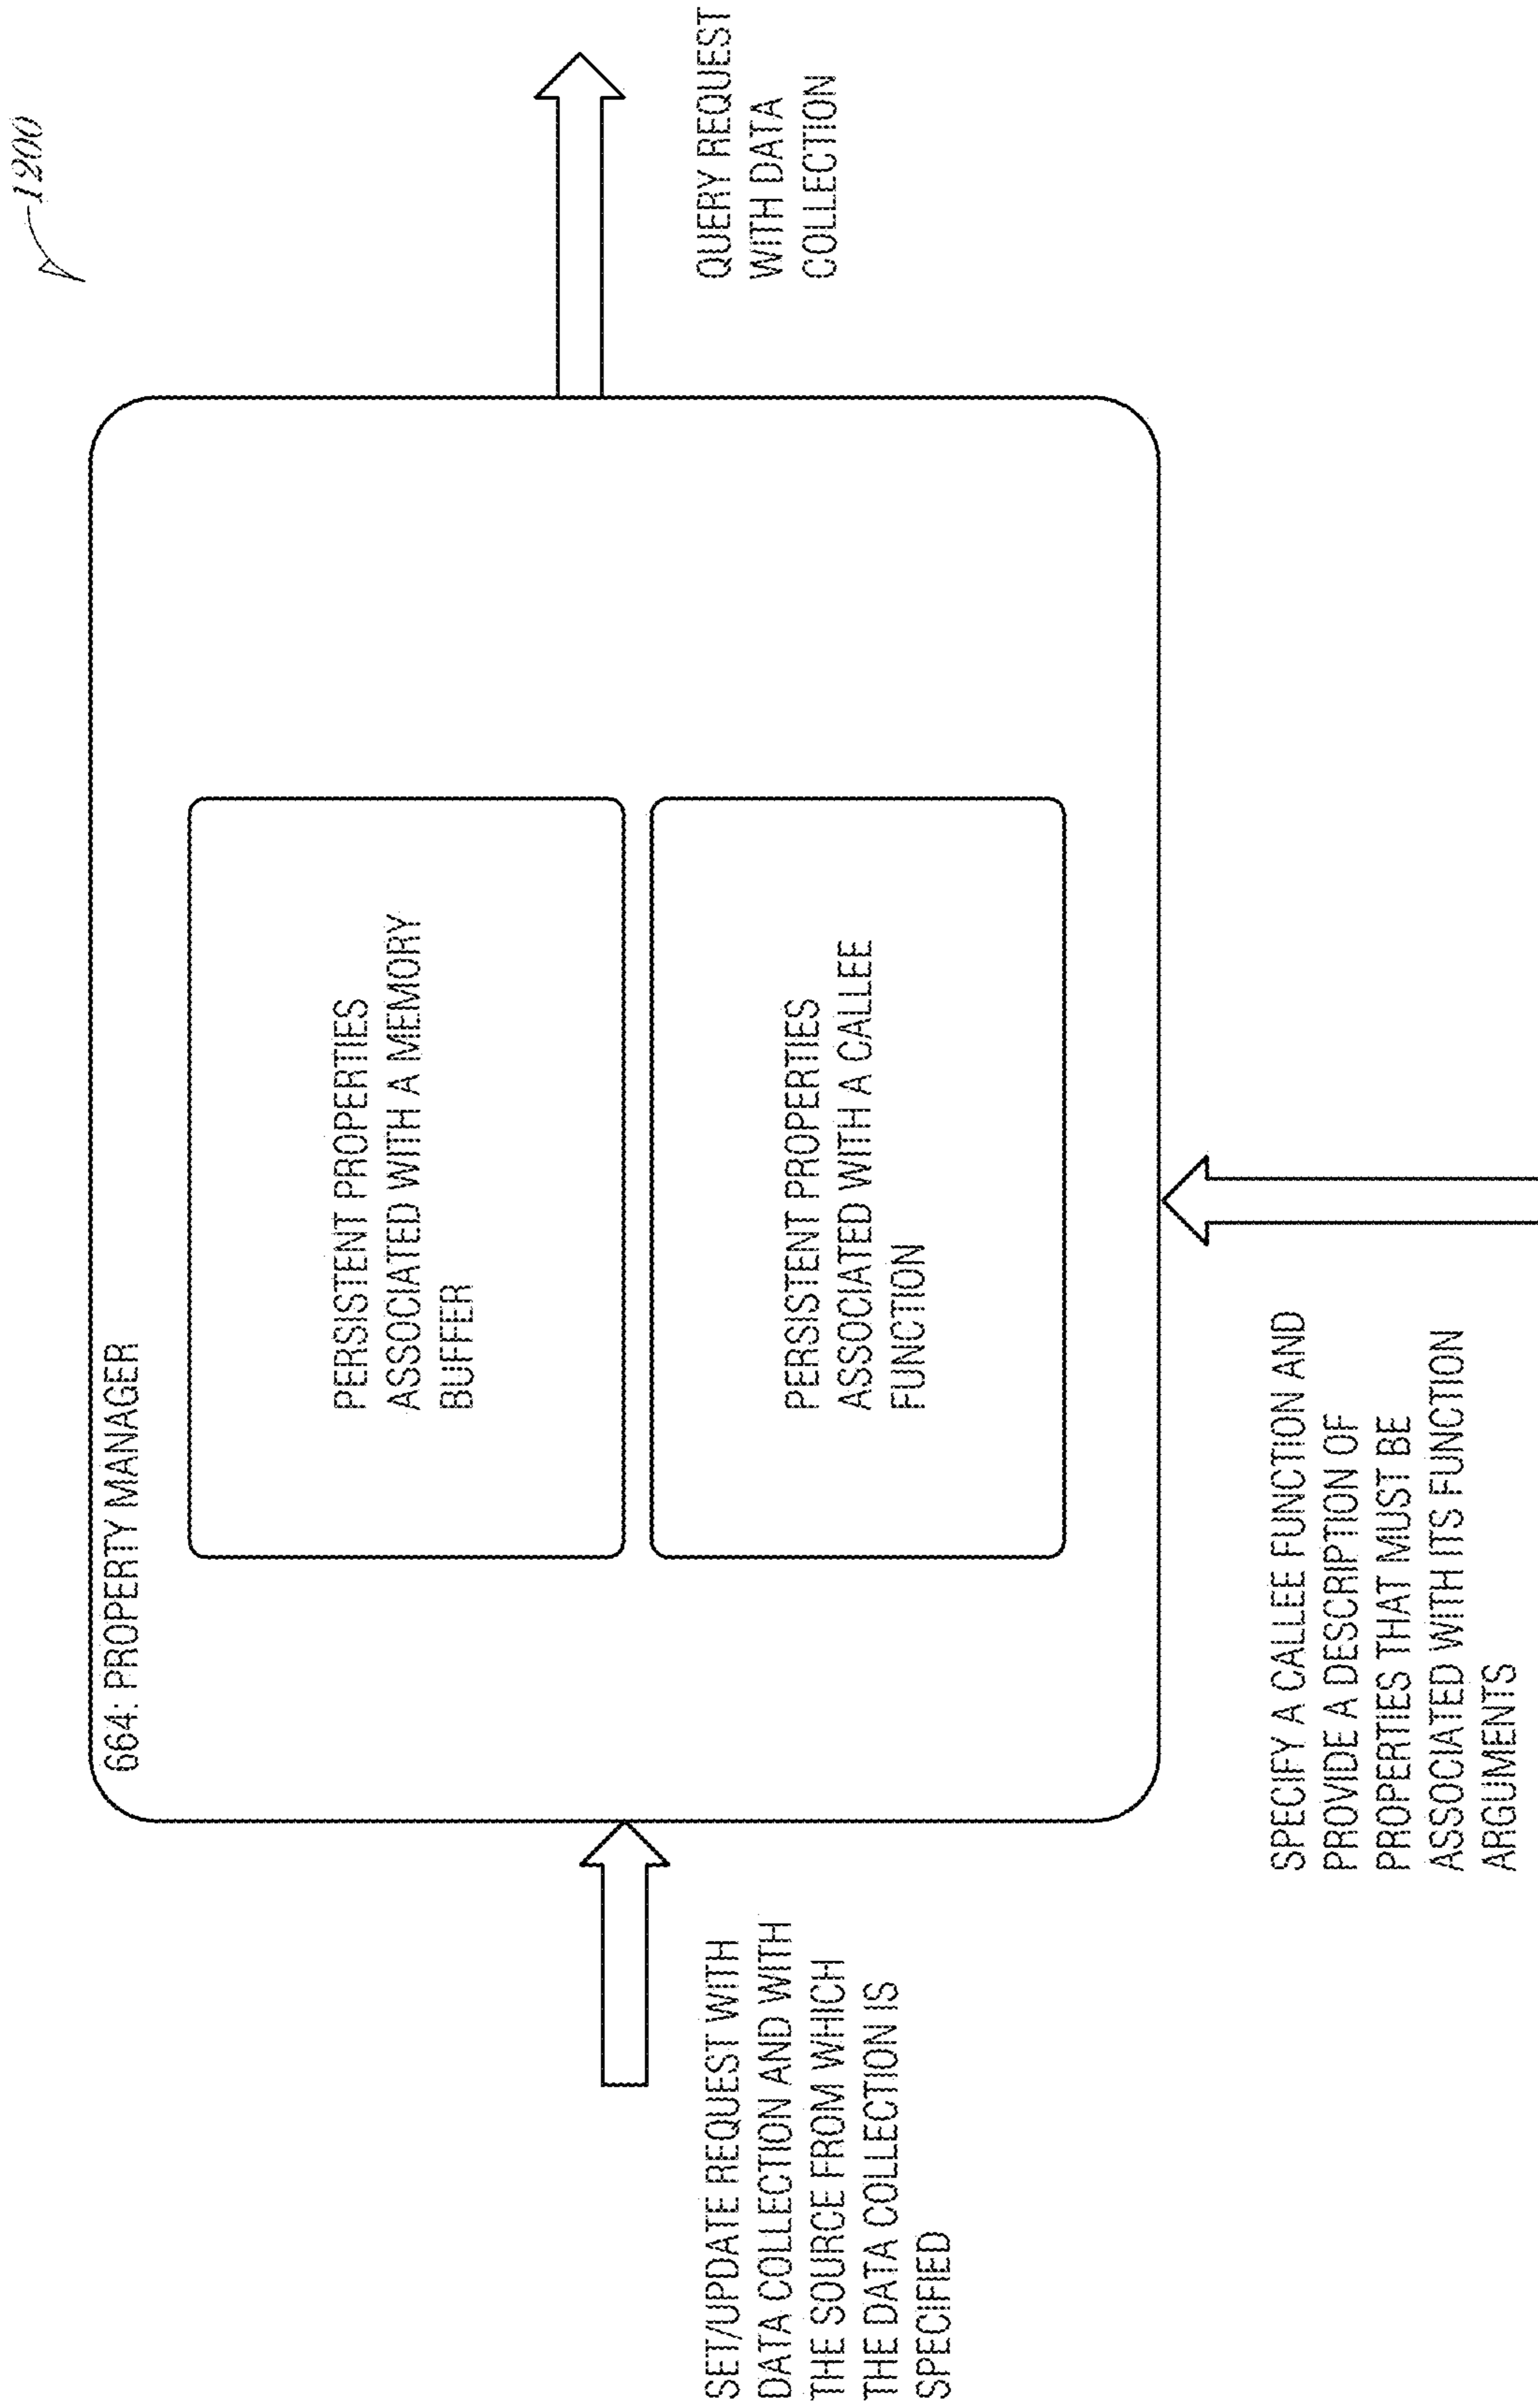 1200
664: PROPERTY MANAGER
PERSISTENT PROPERTIES
ASSOCIATED WITH A MEMORY
BUFFER
PERSISTENT PROPERTIES
ASSOCIATED WITH A CALLEE
FUNCTION
SET/UPDATE REQUEST WITH
DATA COLLECTION AND WITH
THE SOURCE FROM WHICH
THE DATA COLLECTION IS
SPECIFIED
QUERY REQUEST
WITH DATA
COLLECTION
SPECIFY A CALLEE FUNCTION AND
PROVIDE A DESCRIPTION OF
PROPERTIES THAT MUST BE
ASSOCIATED WITH ITS FUNCTION
ARGUMENTS